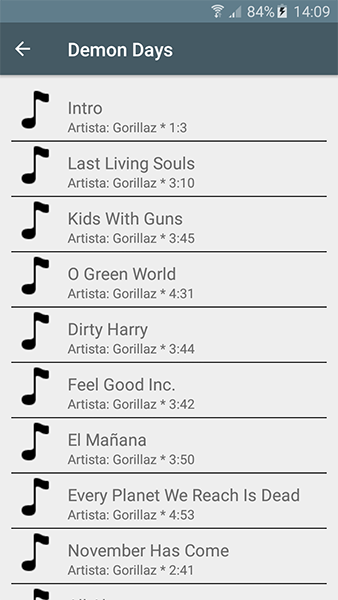 84% 14:09
Demon Days
Intro
Artista: Gorillaz * 1:3
Last Living Souls
Artista: Gorillaz * 3:10
Kids With Guns
Artista: Gorillaz * 3:45
O Green World
Artista: Gorillaz * 4:31
Dirty Harry
Artista: Gorillaz * 3:44
Feel Good Inc.
Artista: Gorillaz * 3:42
El Mañana
Artista: Gorillaz * 3:50
Every Planet We Reach Is Dead
Artista: Gorillaz * 4:53
November Has Come
Artista: Gorillaz * 2:41